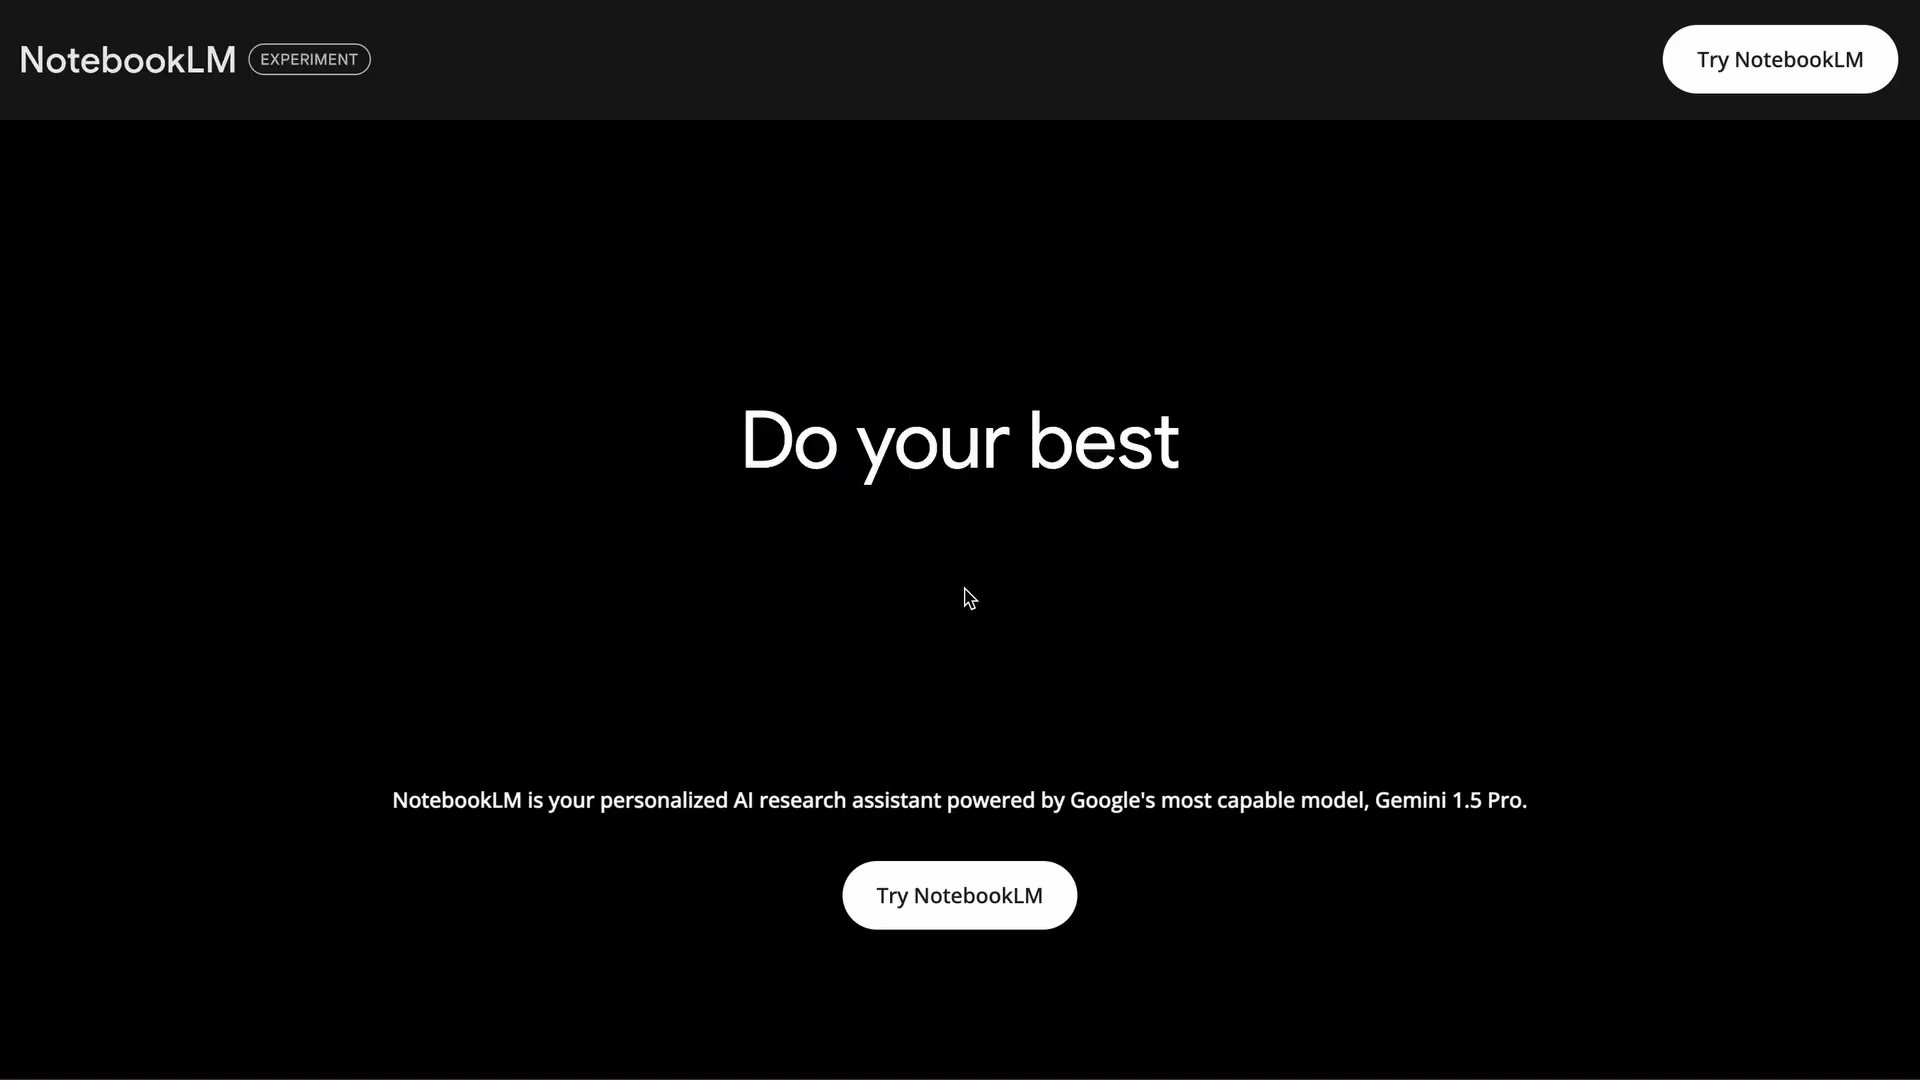 NotebookLM EXPERIMENT
Try NotebookLM
Do your best
NotebookLM is your personalized AI research assistant powered by Google's most capable model, Gemini 1.5 Pro.
Try NotebookLM